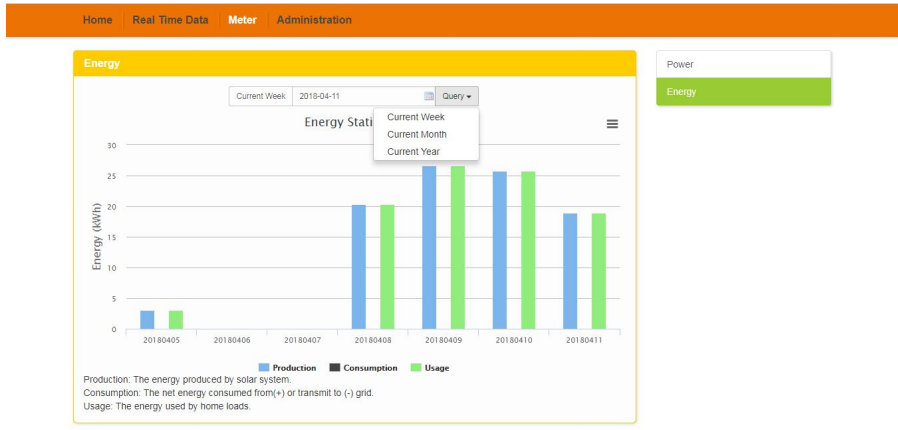 Home Real Time Data Meter Administration
Energy
Power
Energy
Current Week 2018-04-11 Query
Current Week
Current Month
Current Year
Energy Stati
Energy (kWh)
30
25
20
15
10
5
0
20180405 20180406 20180407 20180408 20180409 20180410 20180411
Production Consumption Usage
Production: The energy produced by solar system.
Consumption: The net energy consumed from(+) or transmit to (-) grid.
Usage: The energy used by home loads.